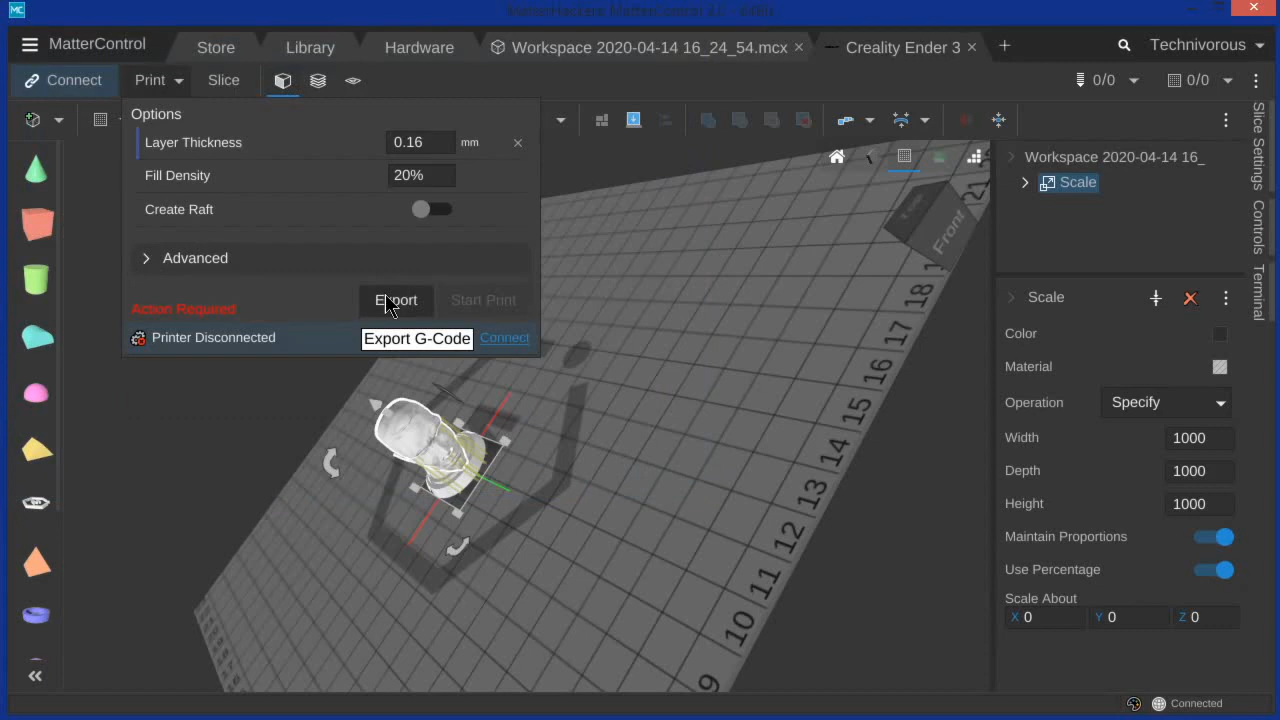 MC
MatterControl
Store
Library
Hardware
Workspace 2020-04-14 16_24_54.mcx ×
Creality Ender 3 ×
+
Technivorous
Connect
Print
Slice
0/0
0/0
Options
Layer Thickness
0.16 mm ×
Fill Density
20%
Create Raft
Advanced
Action Required
Export
Start Print
Printer Disconnected
Export G-Code
Connect
Workspace 2020-04-14 16_
Scale
Slice Settings
Controls
Terminal
Scale
Color
Material
Operation
Specify
Width
1000
Depth
1000
Height
1000
Maintain Proportions
Use Percentage
Scale About
X 0
Y 0
Z 0
Front
21
18
17
16
15
14
13
12
11
10
9
Connected